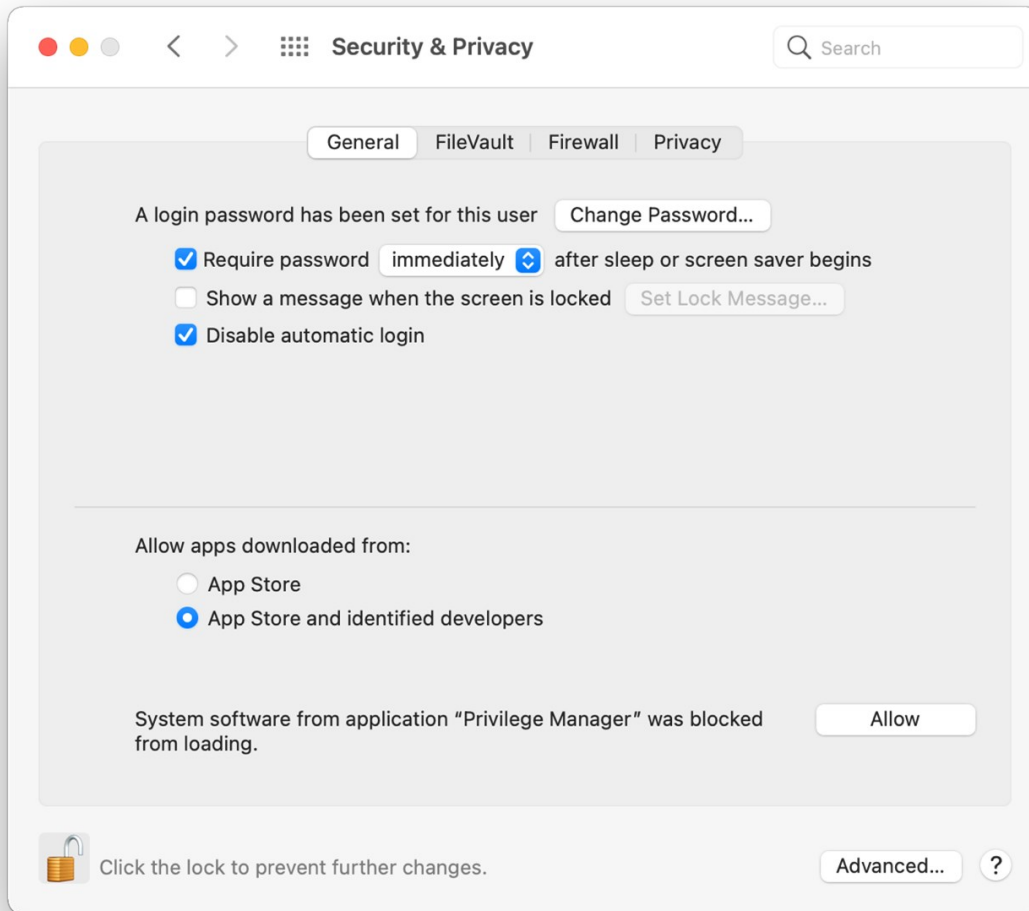 Security & Privacy
Search
General FileVault Firewall Privacy
A login password has been set for this user Change Password...
Require password immediately after sleep or screen saver begins
Show a message when the screen is locked Set Lock Message...
Disable automatic login
Allow apps downloaded from:
App Store
App Store and identified developers
System software from application “Privilege Manager” was blocked
from loading.
Allow
Click the lock to prevent further changes.
Advanced...
?